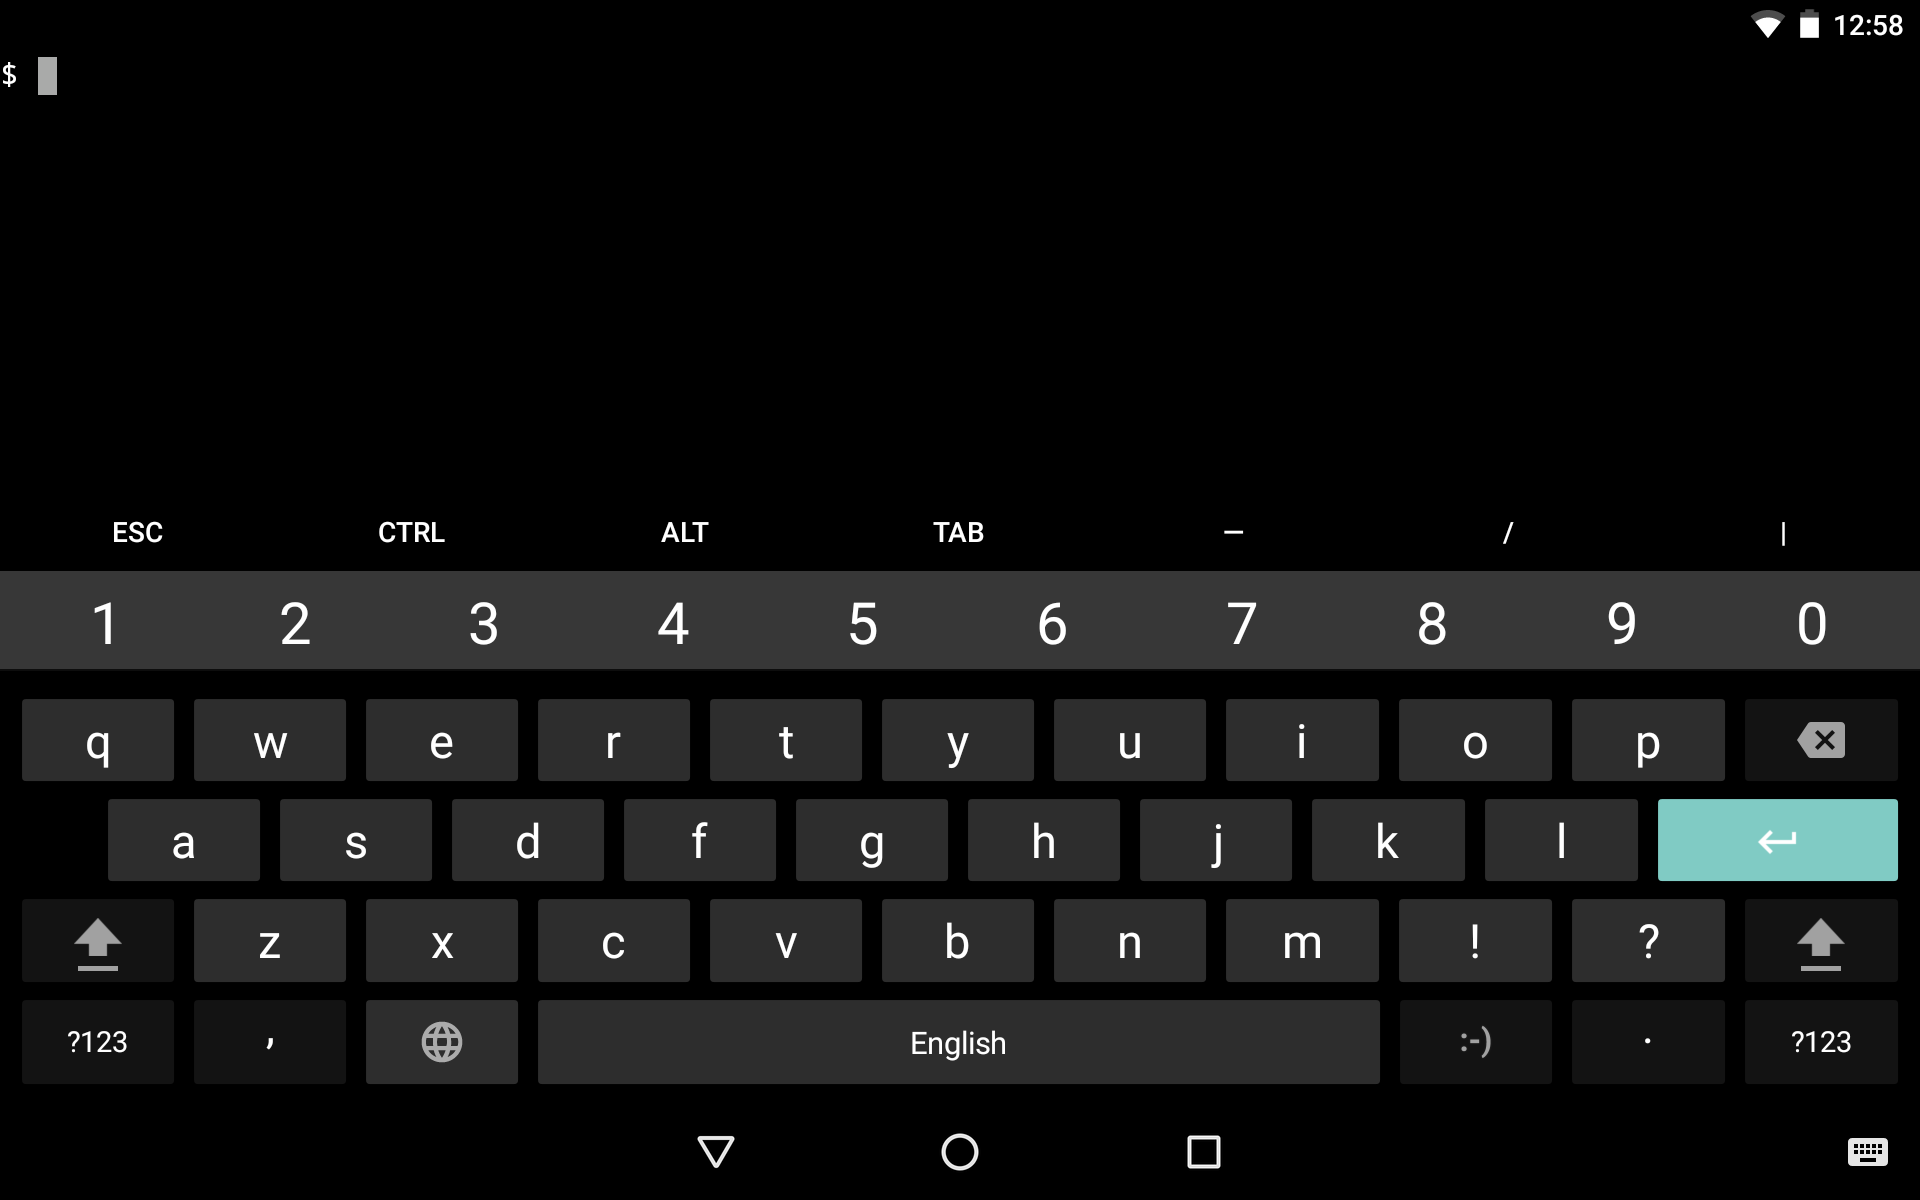 12:58
$
ESC CTRL ALT TAB — / |
1 2 3 4 5 6 7 8 9 0
q w e r t y u i o p
a s d f g h j k l
z x c v b n m ! ?
?123 , English :-) . ?123